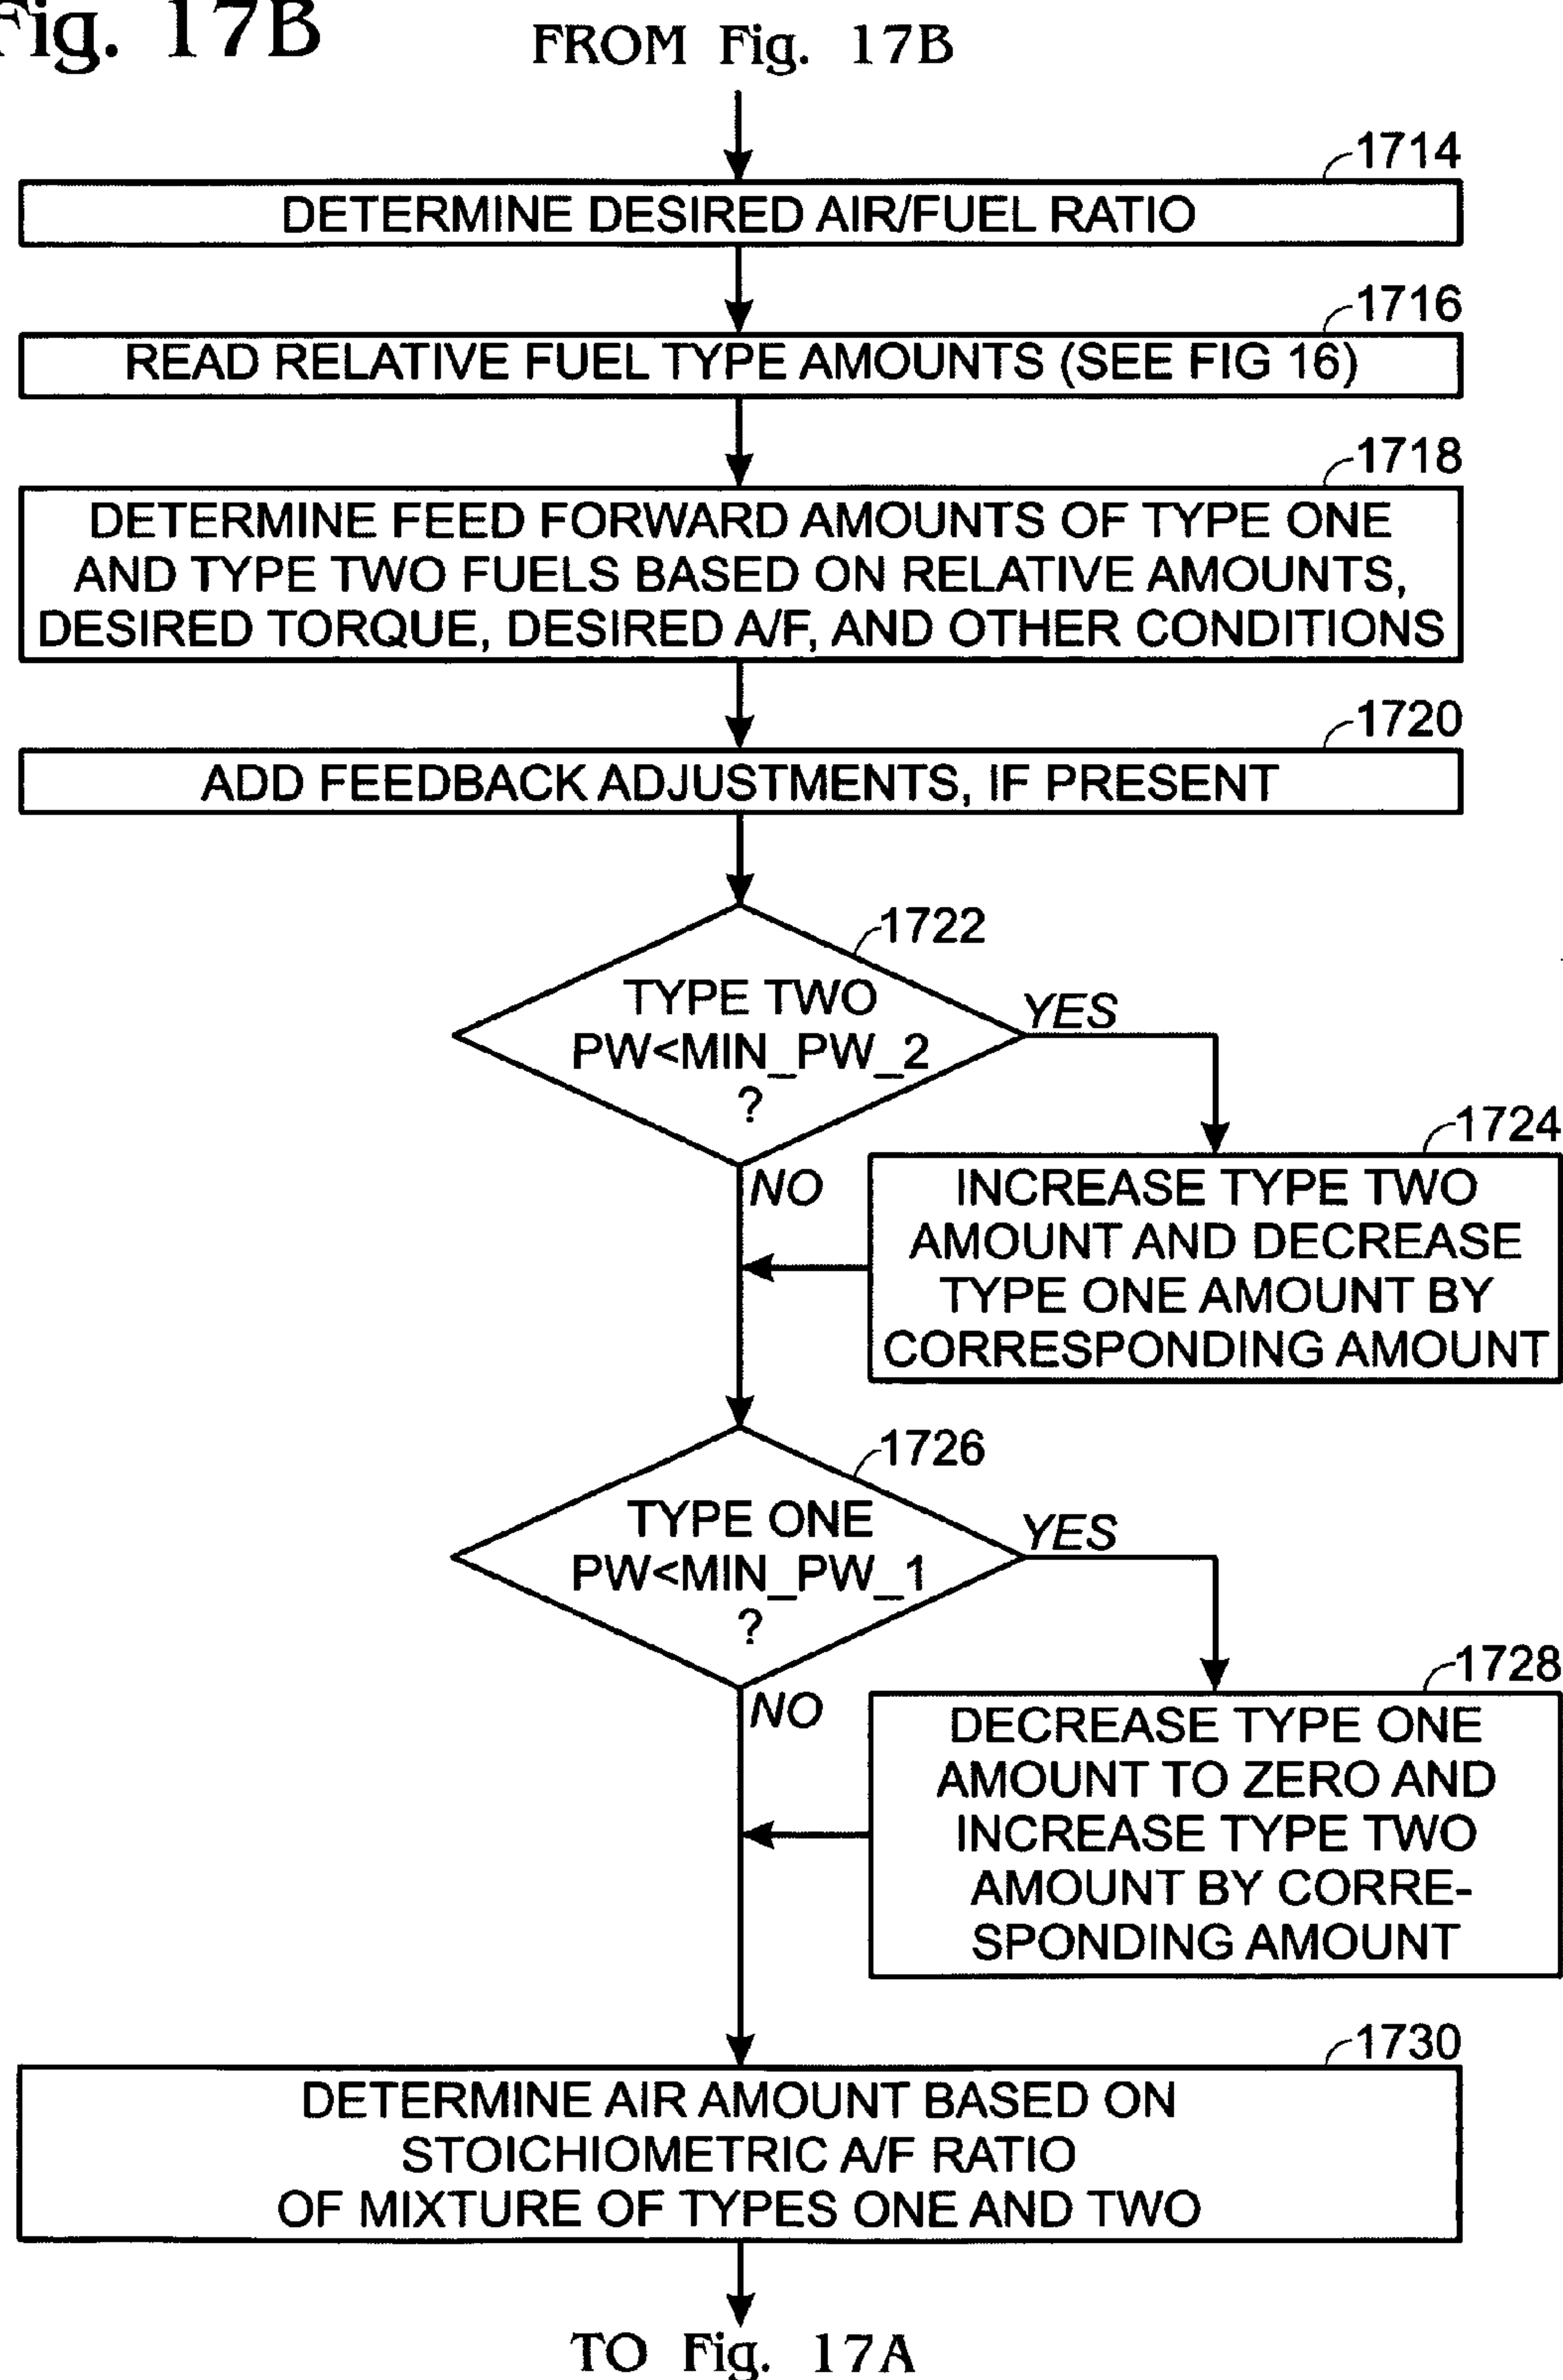 Fig. 17B
FROM Fig. 17B
1714
DETERMINE DESIRED AIR/FUEL RATIO
1716
READ RELATIVE FUEL TYPE AMOUNTS (SEE FIG 16)
1718
DETERMINE FEED FORWARD AMOUNTS OF TYPE ONE
AND TYPE TWO FUELS BASED ON RELATIVE AMOUNTS,
DESIRED TORQUE, DESIRED A/F, AND OTHER CONDITIONS
1720
ADD FEEDBACK ADJUSTMENTS, IF PRESENT
1722
TYPE TWO
PW<MIN_PW_2
?
YES
NO
1724
INCREASE TYPE TWO
AMOUNT AND DECREASE
TYPE ONE AMOUNT BY
CORRESPONDING AMOUNT
1726
TYPE ONE
PW<MIN_PW_1
?
YES
NO
1728
DECREASE TYPE ONE
AMOUNT TO ZERO AND
INCREASE TYPE TWO
AMOUNT BY CORRE-
SPONDING AMOUNT
1730
DETERMINE AIR AMOUNT BASED ON
STOICHIOMETRIC A/F RATIO
OF MIXTURE OF TYPES ONE AND TWO
TO Fig. 17A